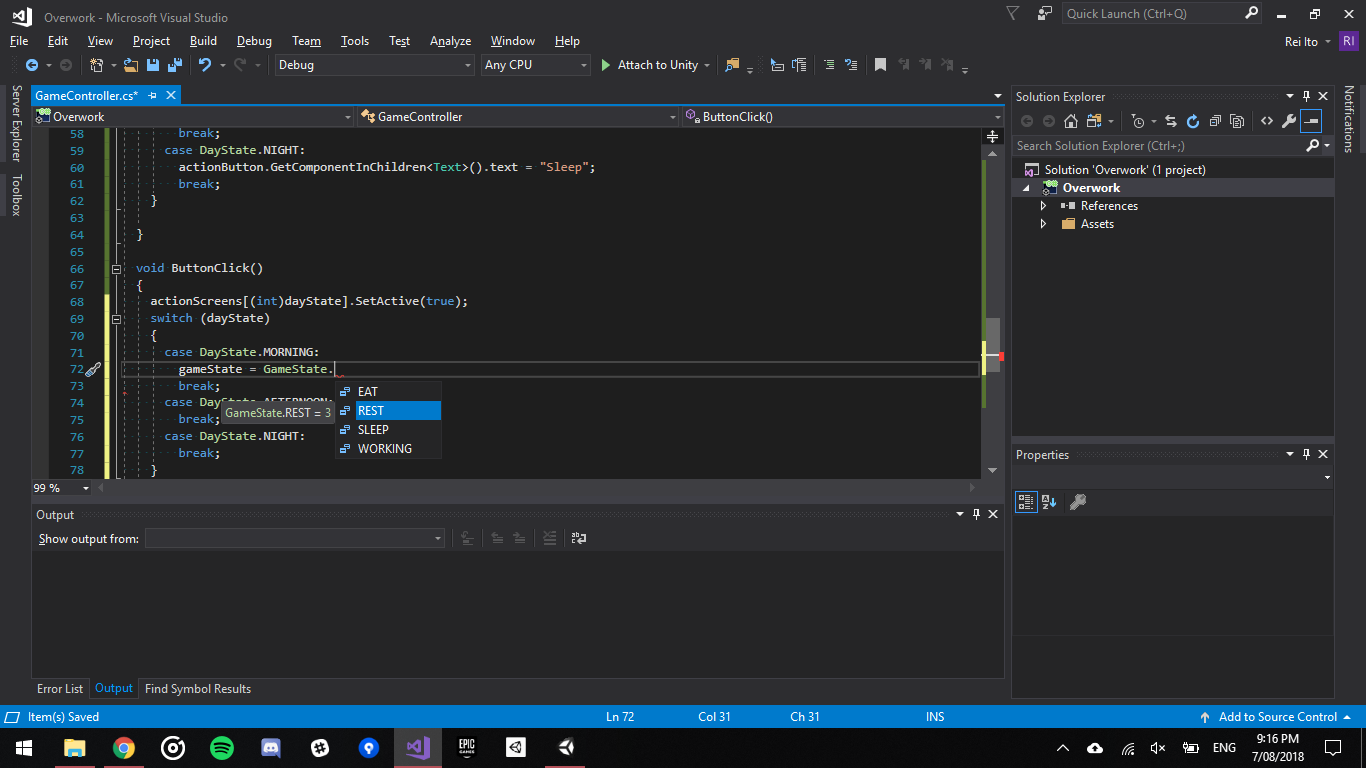 Overwork - Microsoft Visual Studio
Quick Launch (Ctrl+Q)
File Edit View Project Build Debug Team Tools Test Analyze Window Help
Rei Ito RI
Debug Any CPU Attach to Unity
Server Explorer
Toolbox
GameController.cs*
Overwork GameController ButtonClick()
58 break;
59 case DayState.NIGHT:
60 actionButton.GetComponentInChildren<Text>().text = "Sleep";
61 break;
62 }
63
64 }
65
66 void ButtonClick()
67 {
68 actionScreens[(int)dayState].SetActive(true);
69 switch (dayState)
70 {
71 case DayState.MORNING:
72 gameState = GameState.
73 break;
74 case DayState.AFTERNOON:
75 break;
76 case DayState.NIGHT:
77 break;
78 }
EAT
REST
SLEEP
WORKING
GameState.REST = 3
99 %
Output
Show output from:
Error List Output Find Symbol Results
Solution Explorer
Search Solution Explorer (Ctrl+;)
Solution 'Overwork' (1 project)
Overwork
References
Assets
Properties
Notifications
Item(s) Saved Ln 72 Col 31 Ch 31 INS Add to Source Control
EPIC GAMES
ENG
9:16 PM
7/08/2018